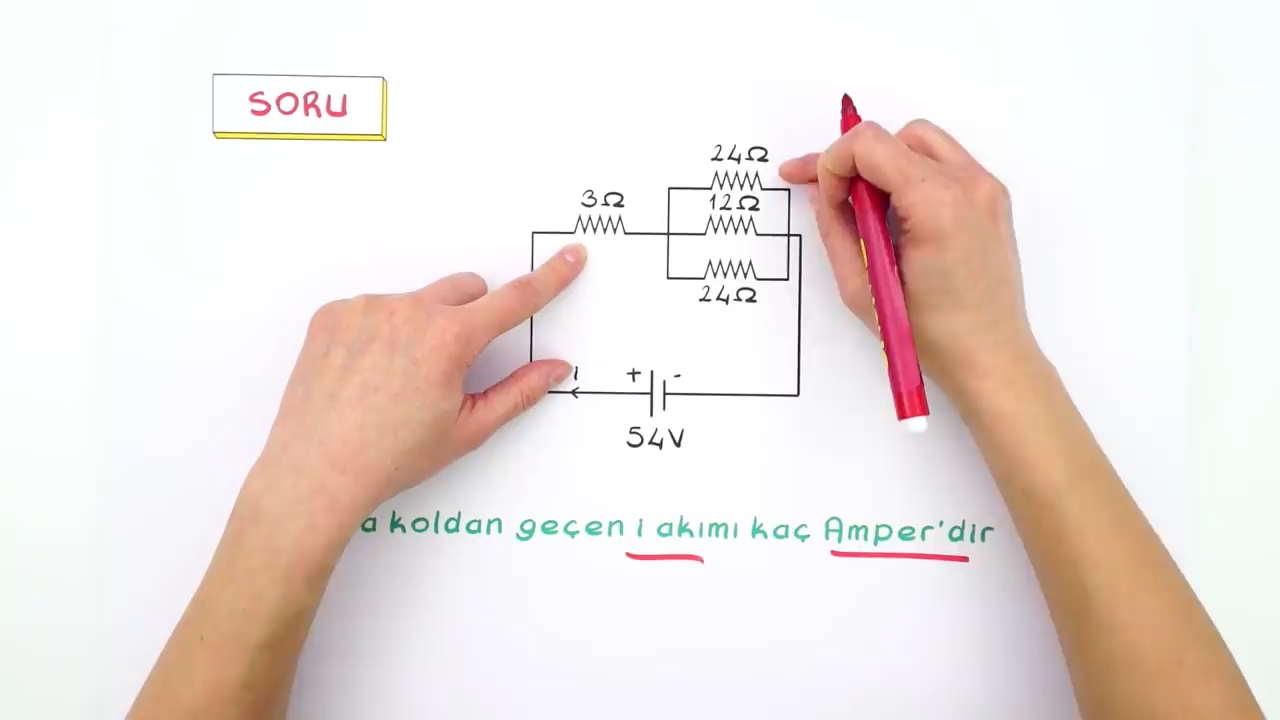 SORU
24Ω
3Ω
12Ω
24Ω
i
+ -
54V
a koldan geçen i akımı kaç Amper'dir